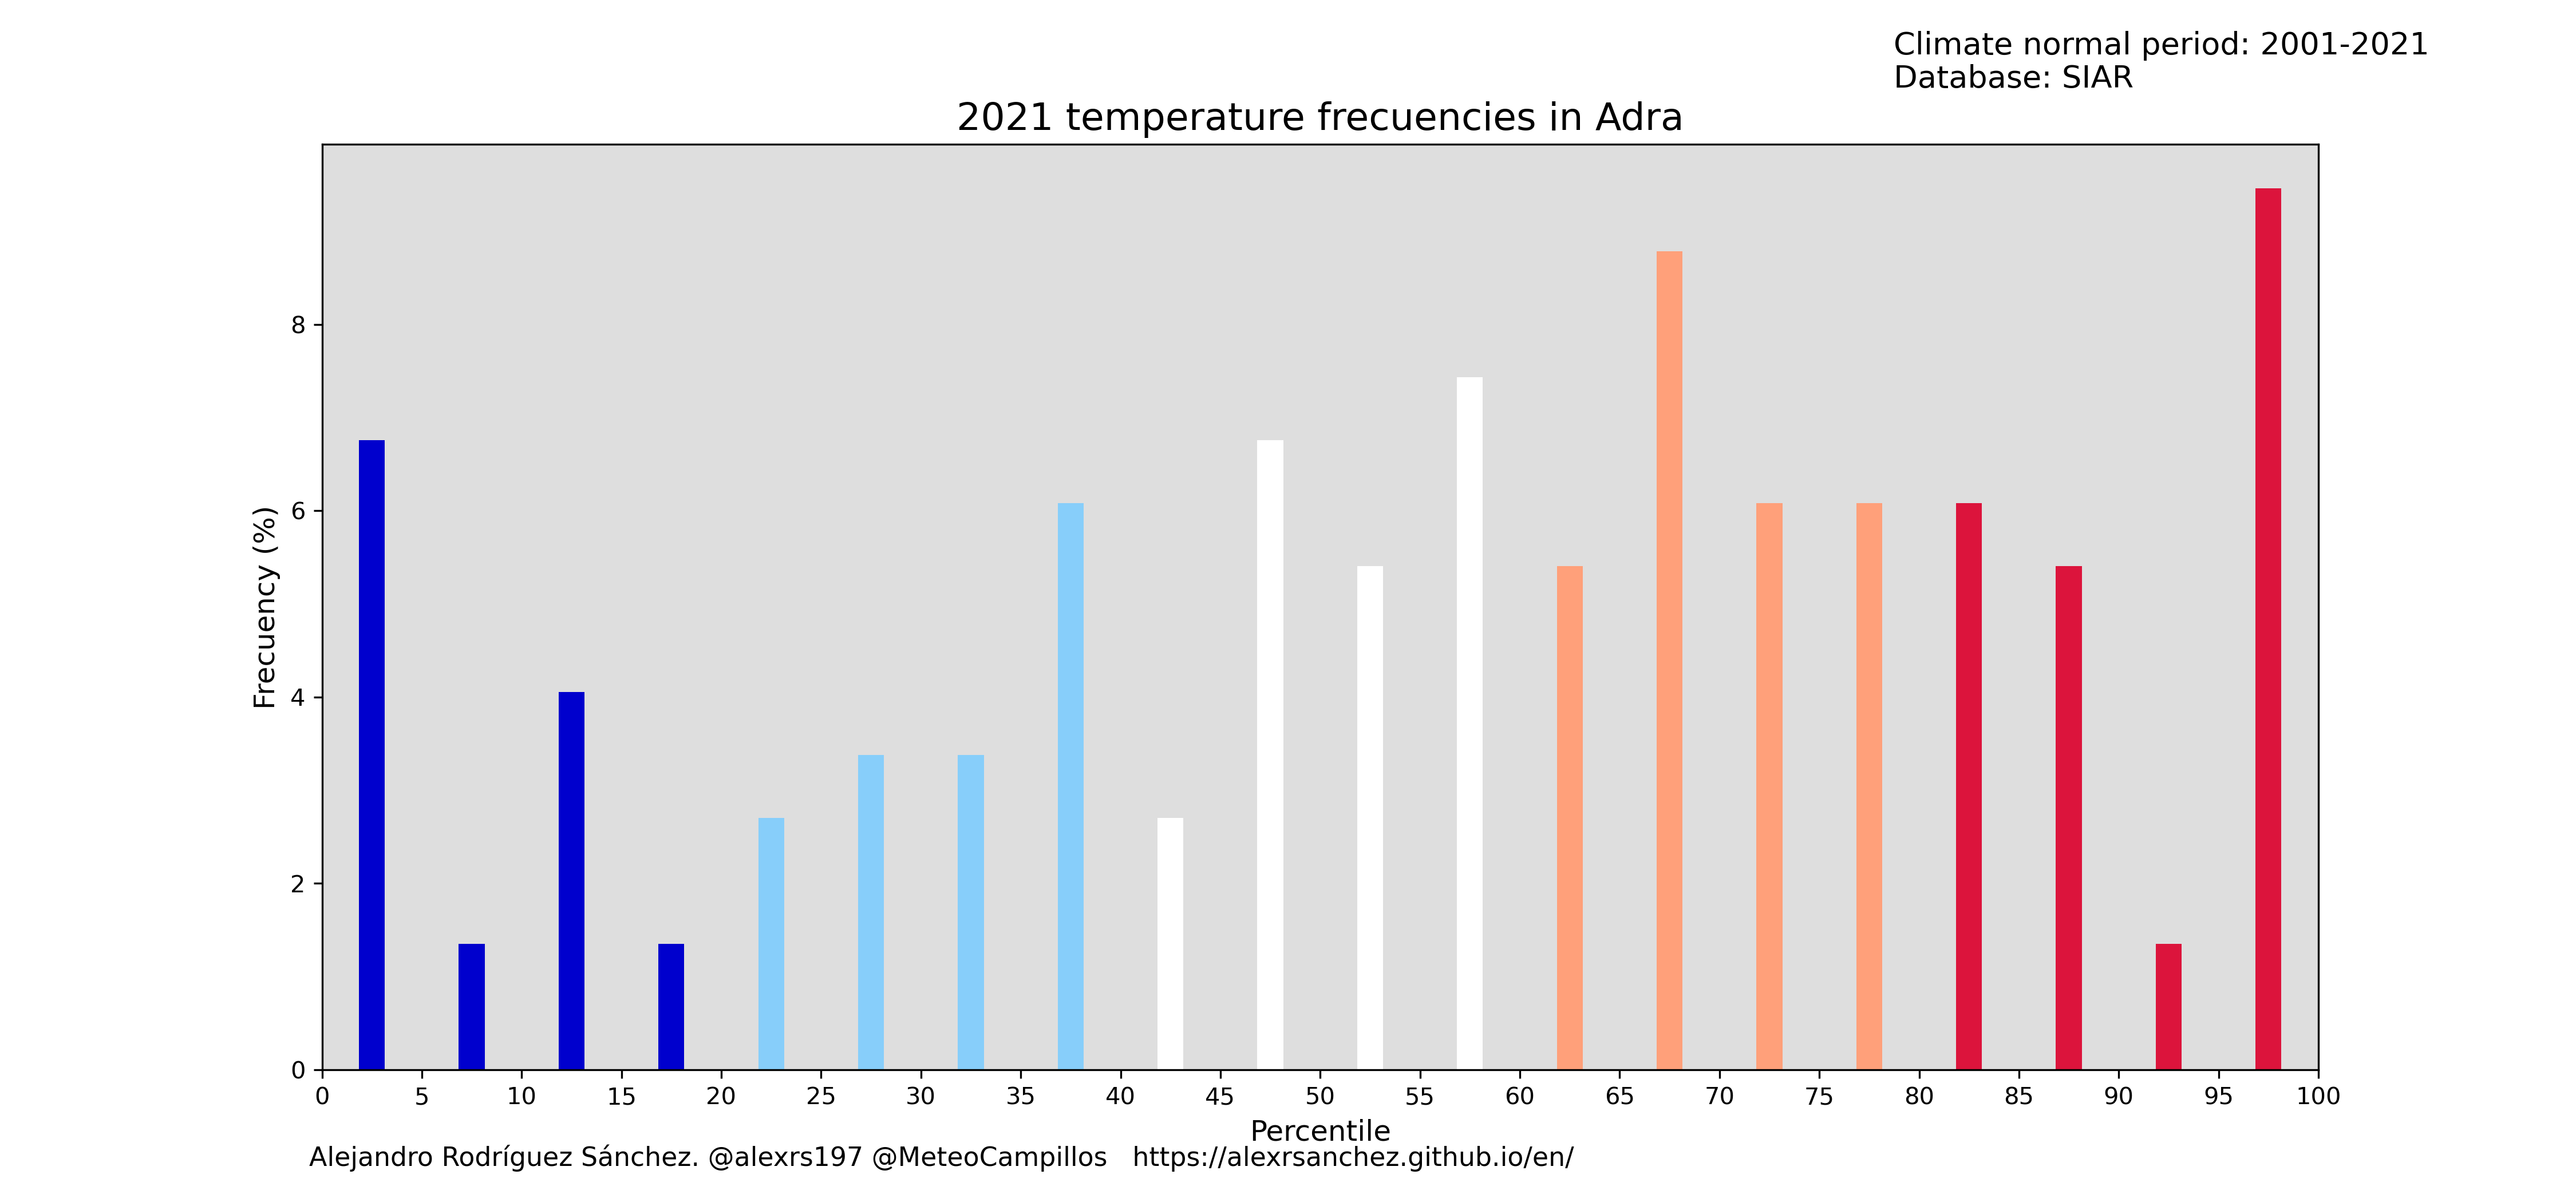 Climate normal period: 2001-2021
Database: SIAR
2021 temperature frecuencies in Adra
Frecuency (%)
8
6
4
2
0
0 5 10 15 20 25 30 35 40 45 50 55 60 65 70 75 80 85 90 95 100
Percentile
Alejandro Rodríguez Sánchez. @alexrs197 @MeteoCampillos https://alexrsanchez.github.io/en/